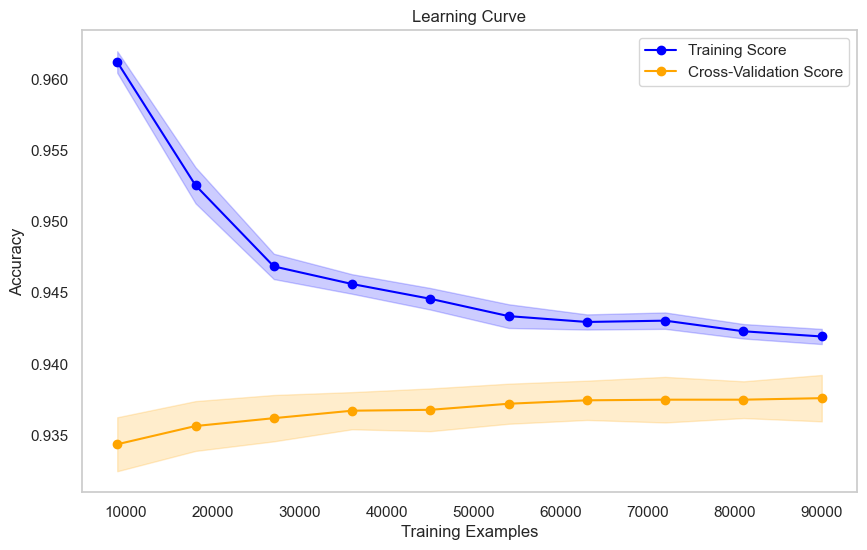 Learning Curve
Training Score
Cross-Validation Score
0.960
0.955
0.950
0.945
0.940
0.935
Accuracy
10000 20000 30000 40000 50000 60000 70000 80000 90000
Training Examples